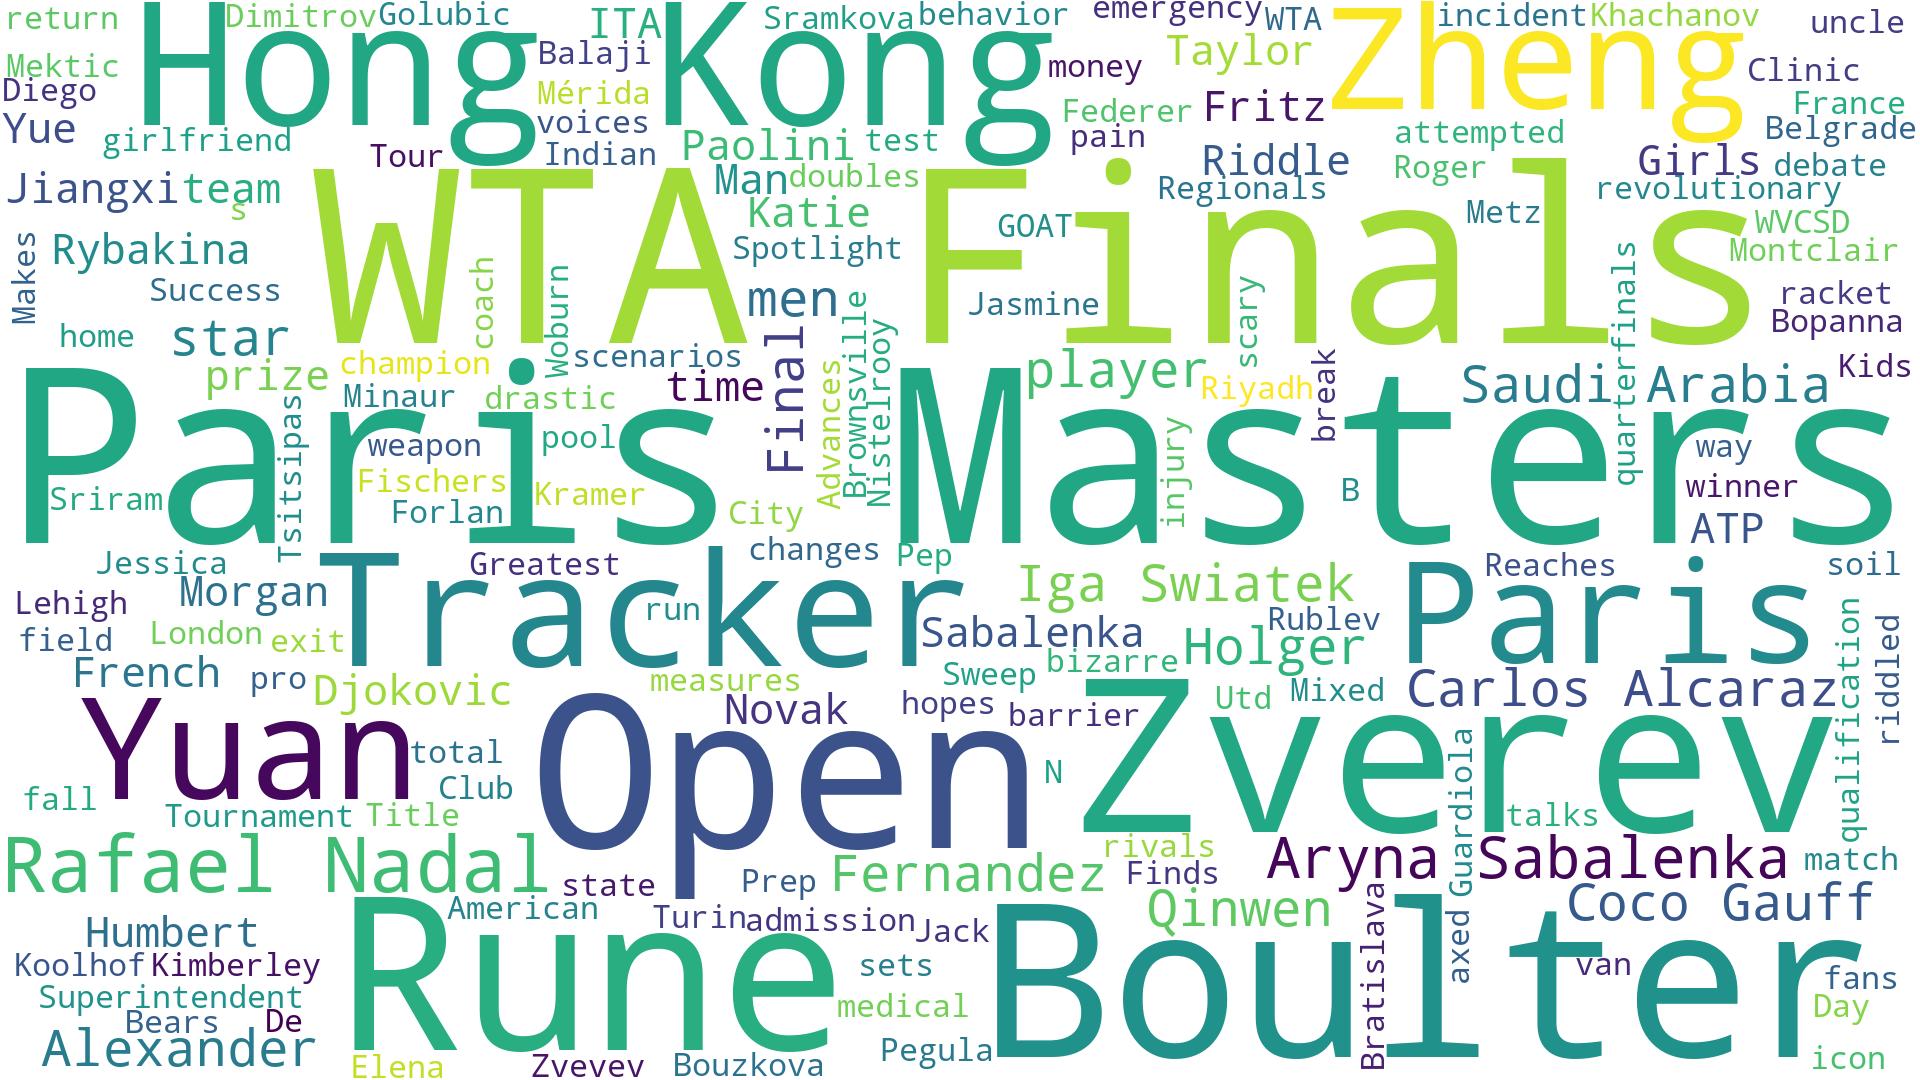 return
Dimitrov
Golubic
ITA
Sramkova
behavior
emergency
WTA
incident
Khachanov
uncle
Hong Kong
Zheng
Mektic
Balaji
money
Taylor
Clinic
Diego
Mérida
Federer
Fritz
France
Yue
girlfriend
voices
pain
attempted
Belgrade
Tour
Indian
Paolini
test
Riddle
Roger
Girls
debate
Jiangxi
team
Man
doubles
Regionals
revolutionary
s
Katie
GOAT
Metz
WVCSD
WTA Finals
Makes
Rybakina
Spotlight
Montclair
Success
coach
Woburn
men
Jasmine
scary
quarterfinals
racket
home
star
Bopanna
scenarios
Final
Brownsville
Nistelrooy
player
break
Kids
prize
champion
time
Advances
Riyadh
Saudi Arabia
Minaur
drastic
Paris Masters
Tsitsipas
weapon
pool
injury
way
Sriram
Fischers
Kramer
B
winner
Forlan
City
ATP
Jessica
Greatest
changes
Pep
Reaches
soil
Morgan
Tracker
Iga Swiatek
Paris
Lehigh
run
Sabalenka
Rublev
field
London
exit
Holger
qualification
riddled
French
pro
Djokovic
measures
Sweep
bizarre
Utd
Mixed
Carlos Alcaraz
Yuan
Novak
hopes
barrier
Open
Zverev
total
Club
N
Guardiola
fall
Tournament
Title
talks
Rafael Nadal
rivals
Aryna Sabalenka
match
state
Prep
Fernandez
Finds
American
Turin
admission
Jack
Qinwen
Bratislava
axed
Coco Gauff
Humbert
Rune
Boulter
Koolhof
Kimberley
sets
van
fans
Superintendent
medical
Day
Bears
De
Alexander
Elena
Zvevev
Bouzkova
Pegula
icon